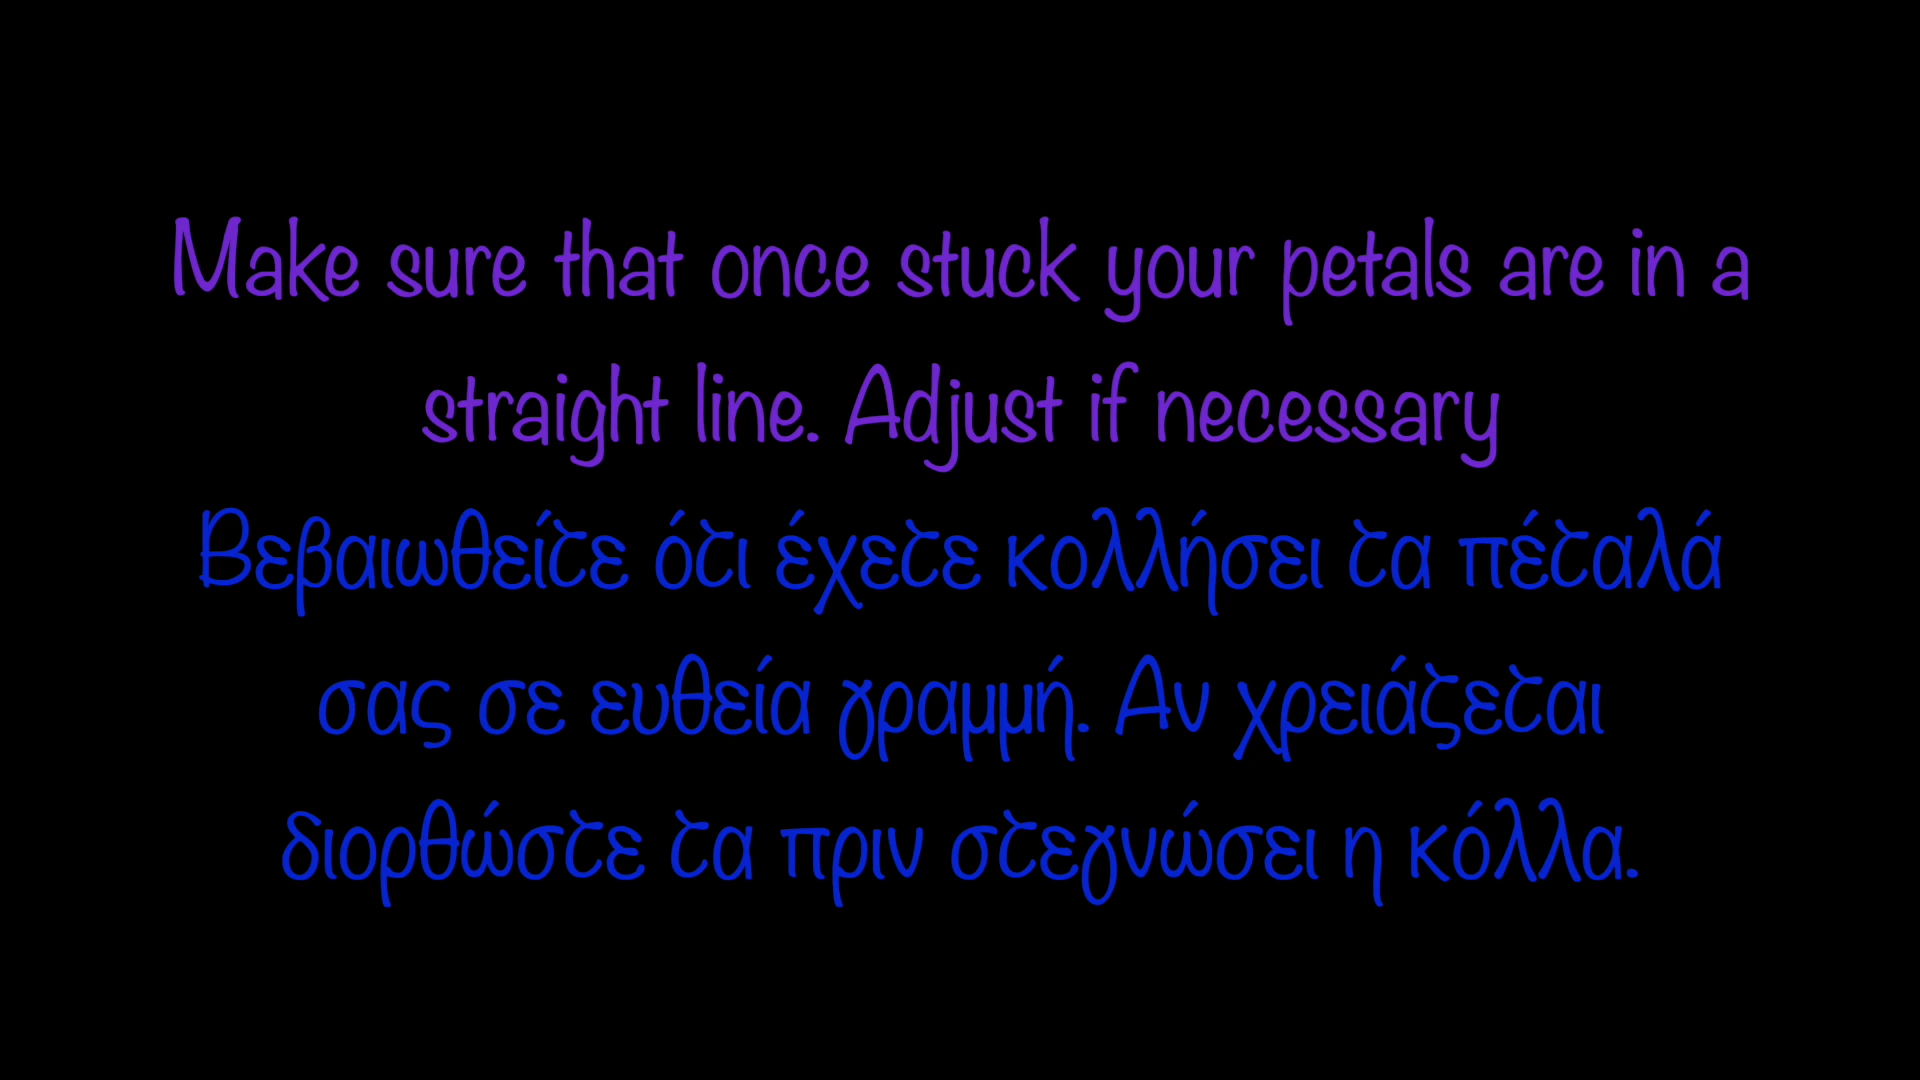 Make sure that once stuck your petals are in a
straight line. Adjust if necessary
Βεβαιωθείτε ότι έχετε κολλήσει τα πέταλά
σας σε ευθεία γραμμή. Αν χρειάζεται
διορθώστε τα πριν στεγνώσει η κόλλα.